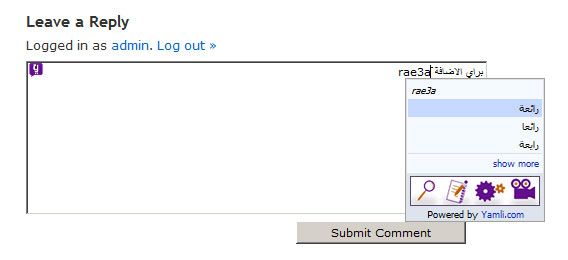 Leave a Reply
Logged in as admin. Log out »
براي الاضافة rae3a
rae3a
رائعة
رائعا
رايعة
show more
Powered by Yamli.com
Submit Comment